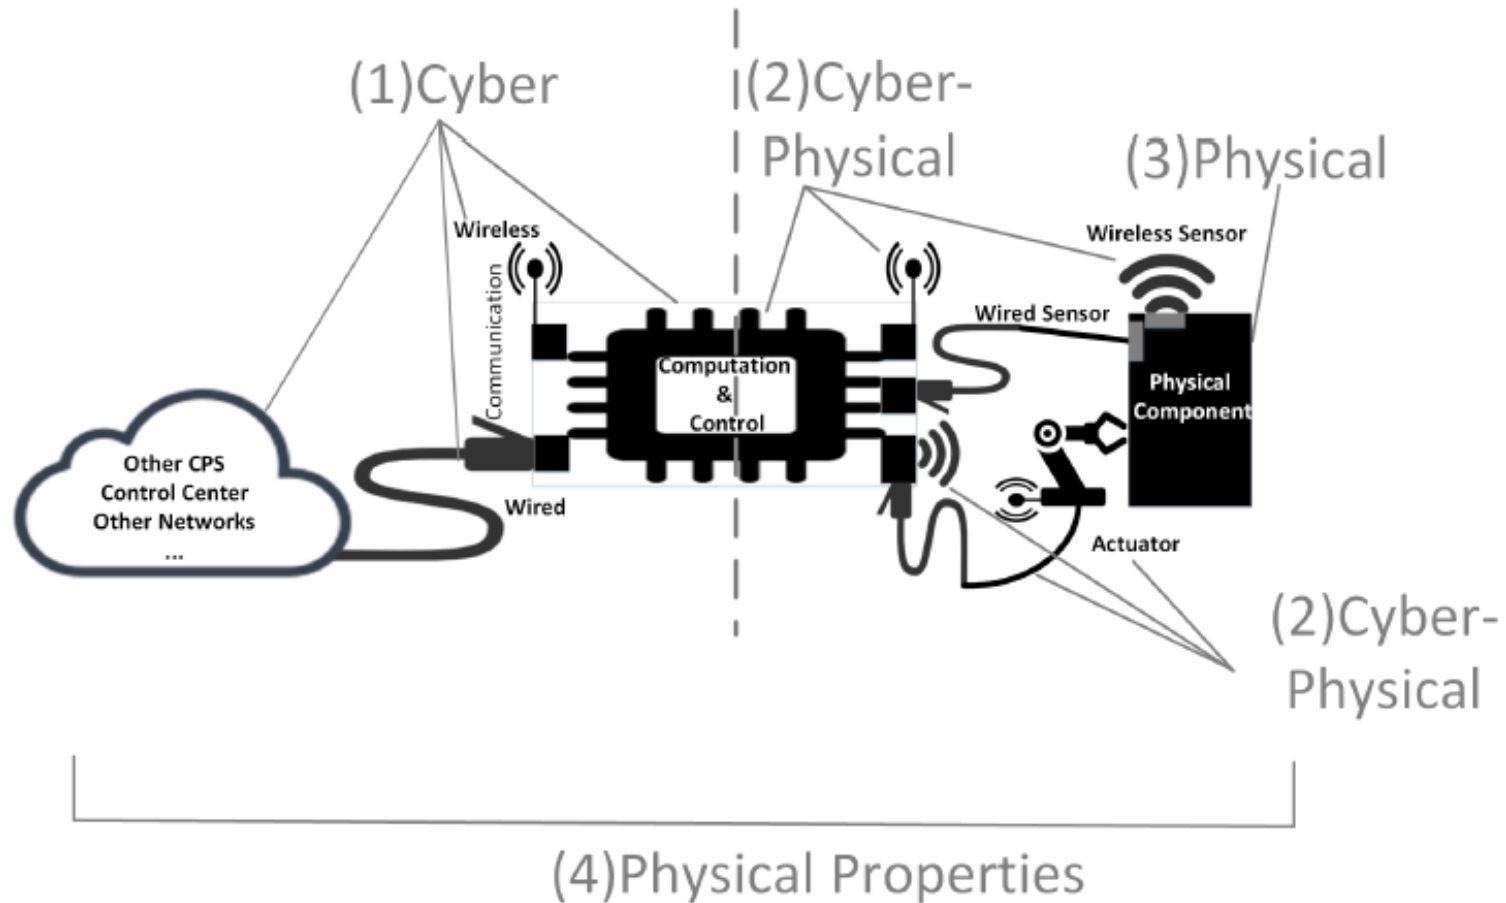 (1)Cyber
(2)Cyber-
Physical
(3)Physical
Wireless
Communication
Wired
Wireless Sensor
Wired Sensor
Computation
&
Control
Physical
Component
Other CPS
Control Center
Other Networks
...
Actuator
(2)Cyber-
Physical
(4)Physical Properties